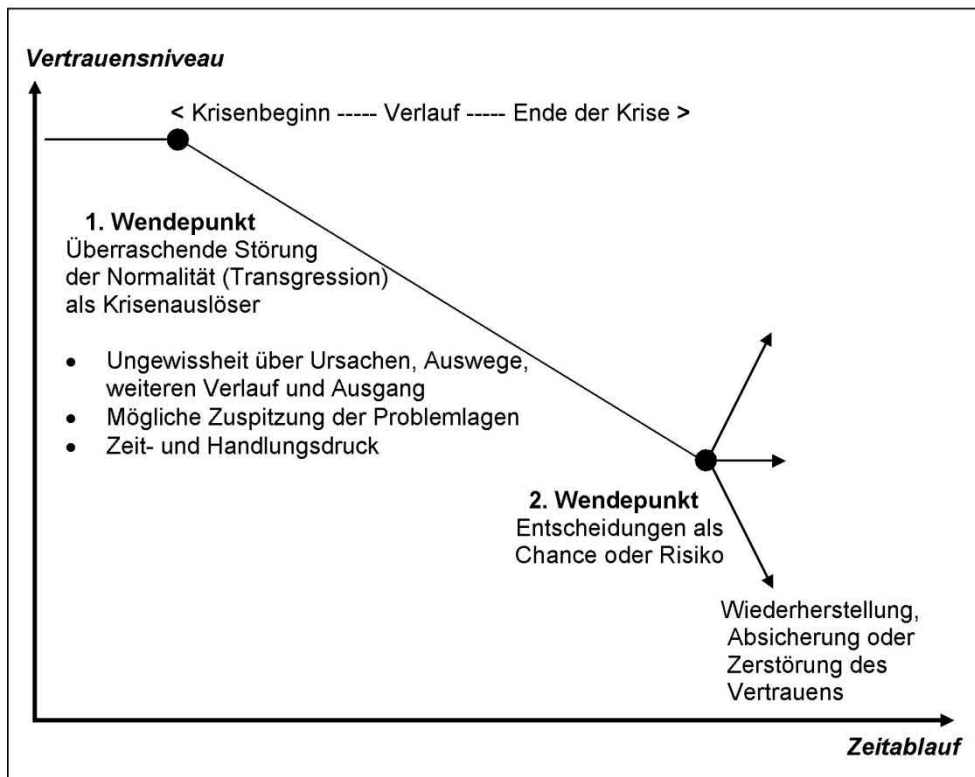 Vertrauensniveau
< Krisenbeginn ----- Verlauf ----- Ende der Krise >
1. Wendepunkt
Überraschende Störung
der Normalität (Transgression)
als Krisenauslöser
• Ungewissheit über Ursachen, Auswege,
weiteren Verlauf und Ausgang
• Mögliche Zuspitzung der Problemlagen
• Zeit- und Handlungsdruck
2. Wendepunkt
Entscheidungen als
Chance oder Risiko
Wiederherstellung,
Absicherung oder
Zerstörung des
Vertrauens
Zeitablauf